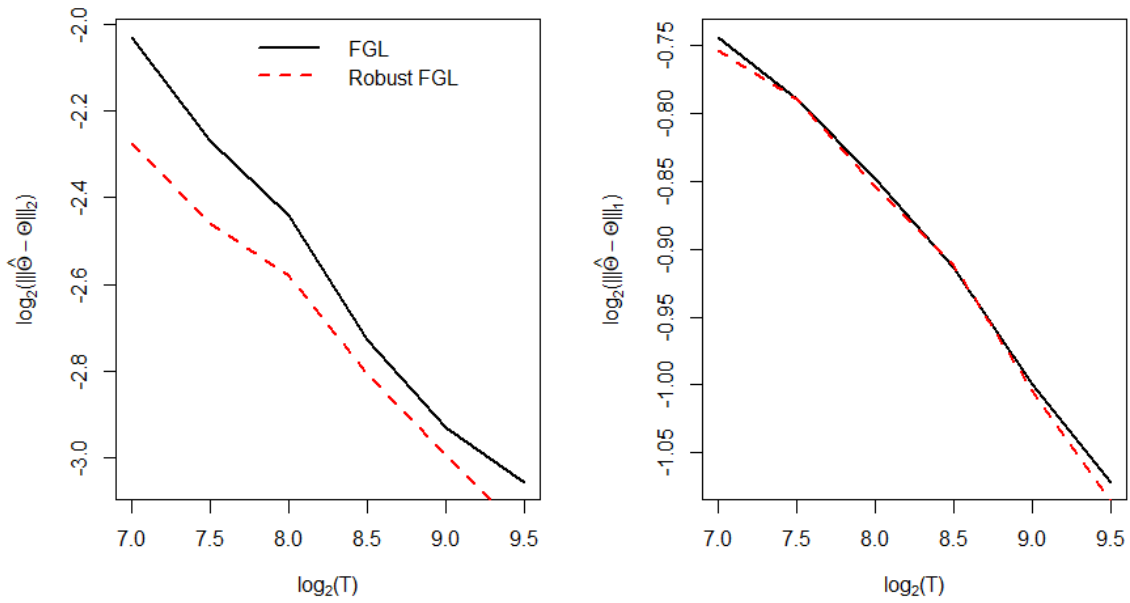 FGL
Robust FGL
log₂(|||Θ̂ − Θ|||₂)
-2.0
-2.2
-2.4
-2.6
-2.8
-3.0
7.0 7.5 8.0 8.5 9.0 9.5
log₂(T)
log₂(|||Θ̂ − Θ|||₁)
-0.75
-0.80
-0.85
-0.90
-0.95
-1.00
-1.05
7.0 7.5 8.0 8.5 9.0 9.5
log₂(T)